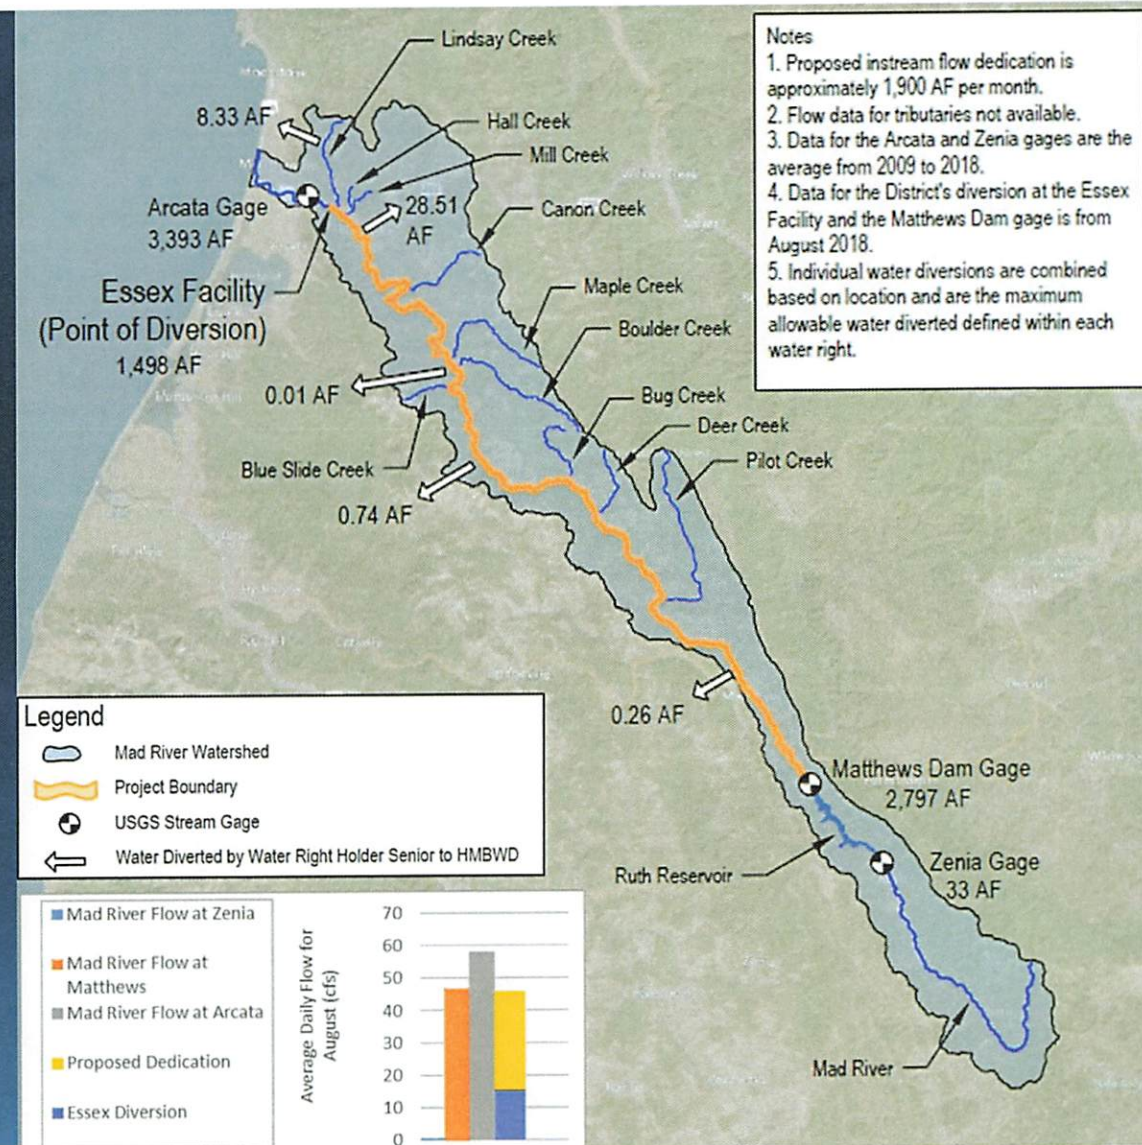 Lindsay Creek
8.33 AF
Hall Creek
Mill Creek
Arcata Gage
3,393 AF
28.51
AF
Canon Creek
Essex Facility
(Point of Diversion)
1,498 AF
Maple Creek
Boulder Creek
0.01 AF
Bug Creek
Deer Creek
Blue Slide Creek
Pilot Creek
0.74 AF
0.26 AF
Matthews Dam Gage
2,797 AF
Ruth Reservoir
Zenia Gage
33 AF
Mad River
Notes
1. Proposed instream flow dedication is
approximately 1,900 AF per month.
2. Flow data for tributaries not available.
3. Data for the Arcata and Zenia gages are the
average from 2009 to 2018.
4. Data for the District's diversion at the Essex
Facility and the Matthews Dam gage is from
August 2018.
5. Individual water diversions are combined
based on location and are the maximum
allowable water diverted defined within each
water right.
Legend
Mad River Watershed
Project Boundary
USGS Stream Gage
Water Diverted by Water Right Holder Senior to HMBWD
Mad River Flow at Zenia
Mad River Flow at
Matthews
Mad River Flow at Arcata
Proposed Dedication
Essex Diversion
Average Daily Flow for
August (cfs)
70
60
50
40
30
20
10
0